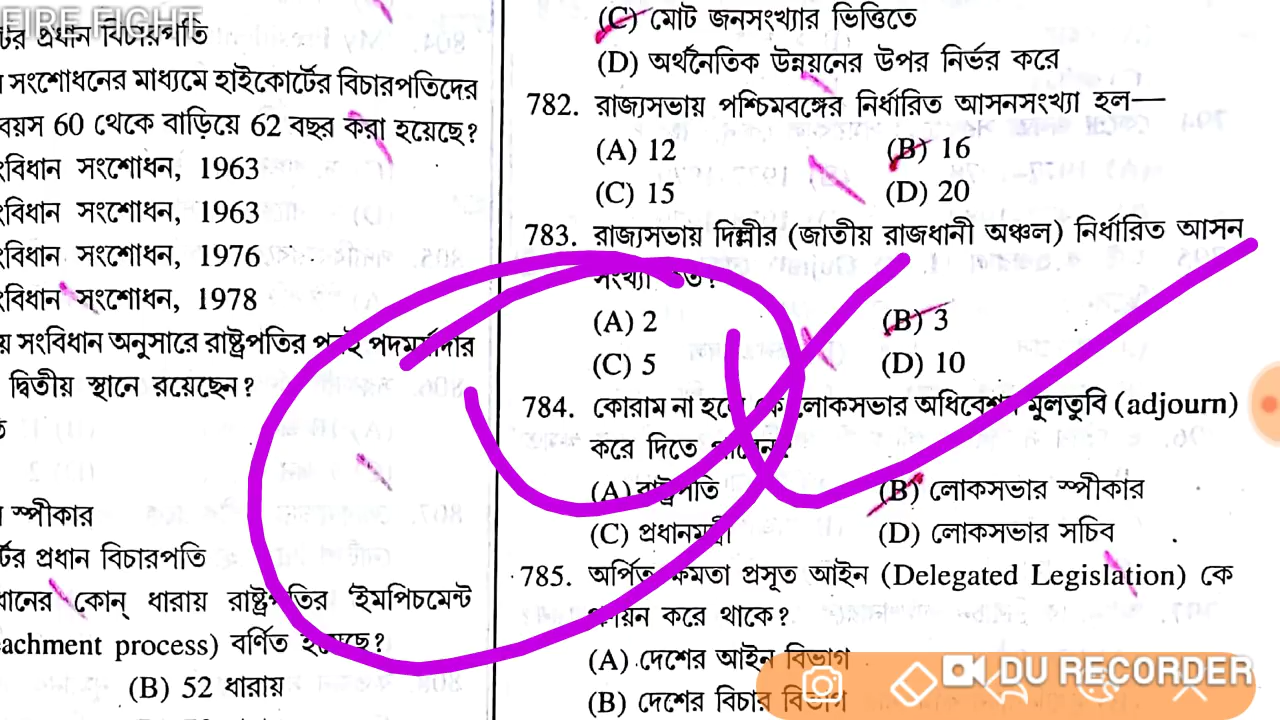 FIRE FIGHT
প্রধান বিচারপতি
সংশোধনের মাধ্যমে হাইকোর্টের বিচারপতিদের
বয়স 60 থেকে বাড়িয়ে 62 বছর করা হয়েছে?
সংশোধন, 1963
সংশোধন, 1963
সংশোধন, 1976
সংশোধন, 1978
সংবিধান অনুসারে রাষ্ট্রপতির পরই পদমর্যাদার
দ্বিতীয় স্থানে রয়েছেন?
স্পীকার
প্রধান বিচারপতি
কোন্ ধারায় রাষ্ট্রপতির 'ইমপিচমেন্ট
process) বর্ণিত হয়েছে?
(B) 52 ধারায়
(C) মোট জনসংখ্যার ভিত্তিতে
(D) অর্থনৈতিক উন্নয়নের উপর নির্ভর করে
782. রাজ্যসভায় পশ্চিমবঙ্গের নির্ধারিত আসনসংখ্যা হল—
(A) 12 (B) 16
(C) 15 (D) 20
783. রাজ্যসভায় দিল্লীর (জাতীয় রাজধানী অঞ্চল) নির্ধারিত আসন
সংখ্যা কত?
(A) 2 (B) 3
(C) 5 (D) 10
784. কোরাম না হলে কে লোকসভার অধিবেশন মুলতুবি (adjourn)
করে দিতে পারেন?
(A) রাষ্ট্রপতি (B) লোকসভার স্পীকার
(C) প্রধানমন্ত্রী (D) লোকসভার সচিব
785. অর্পিত ক্ষমতা প্রসূত আইন (Delegated Legislation) কে
প্রণয়ন করে থাকে?
(A) দেশের আইন বিভাগ
(B) দেশের বিচার বিভাগ
DU RECORDER